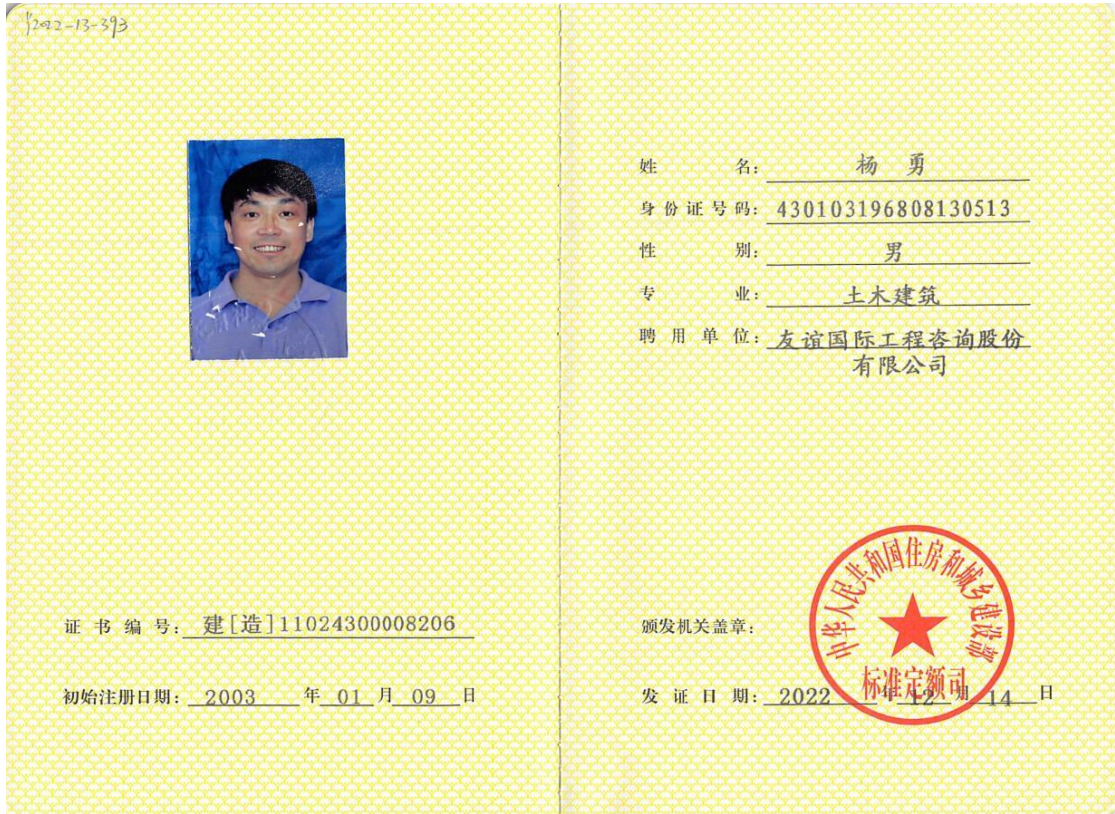 2022-13-393
姓 名: 杨 勇
身份证号码: 430103196808130513
性 别: 男
专 业: 土木建筑
聘用单位: 友谊国际工程咨询股份
有限公司
证书编号: 建[造]11024300008206
初始注册日期: 2003 年 01 月 09 日
颁发机关盖章:
中华人民共和国住房和城乡建设部
标准定额司
发证日期: 2022 年 12 月 14 日